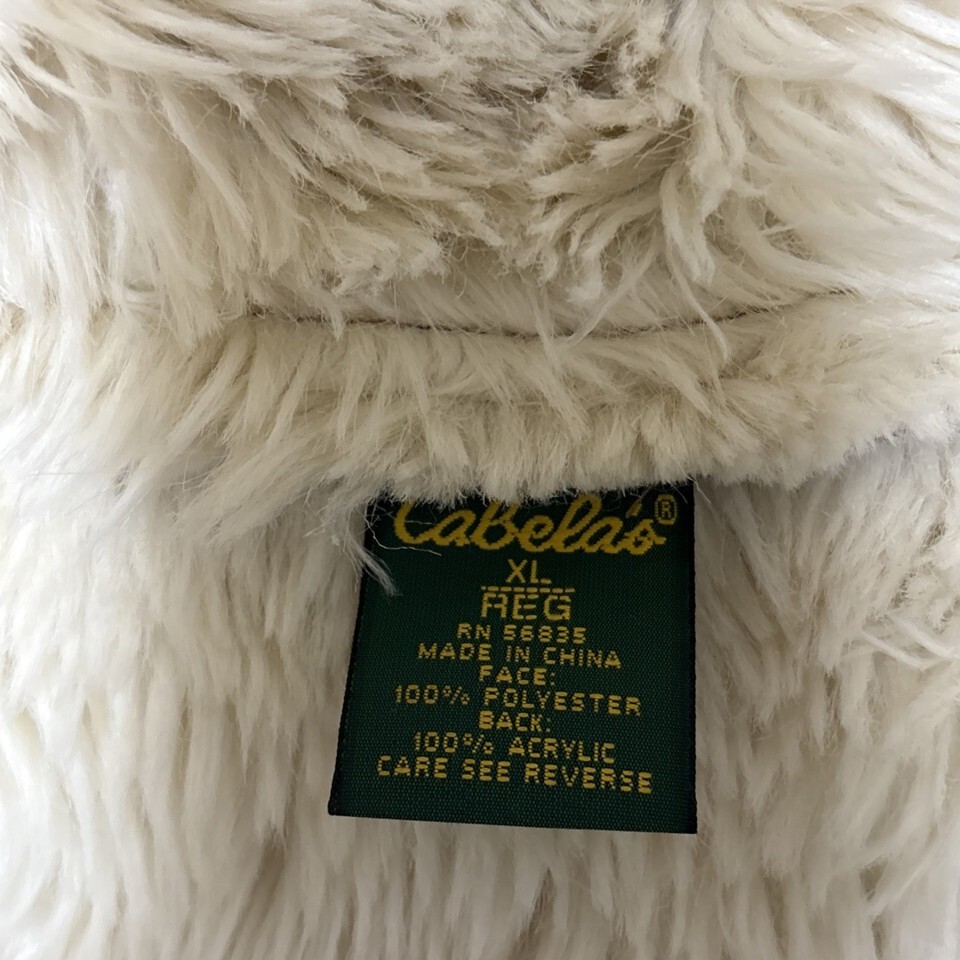 Cabela's®
XL
REG
RN 56835
MADE IN CHINA
FACE:
100% POLYESTER
BACK:
100% ACRYLIC
CARE SEE REVERSE